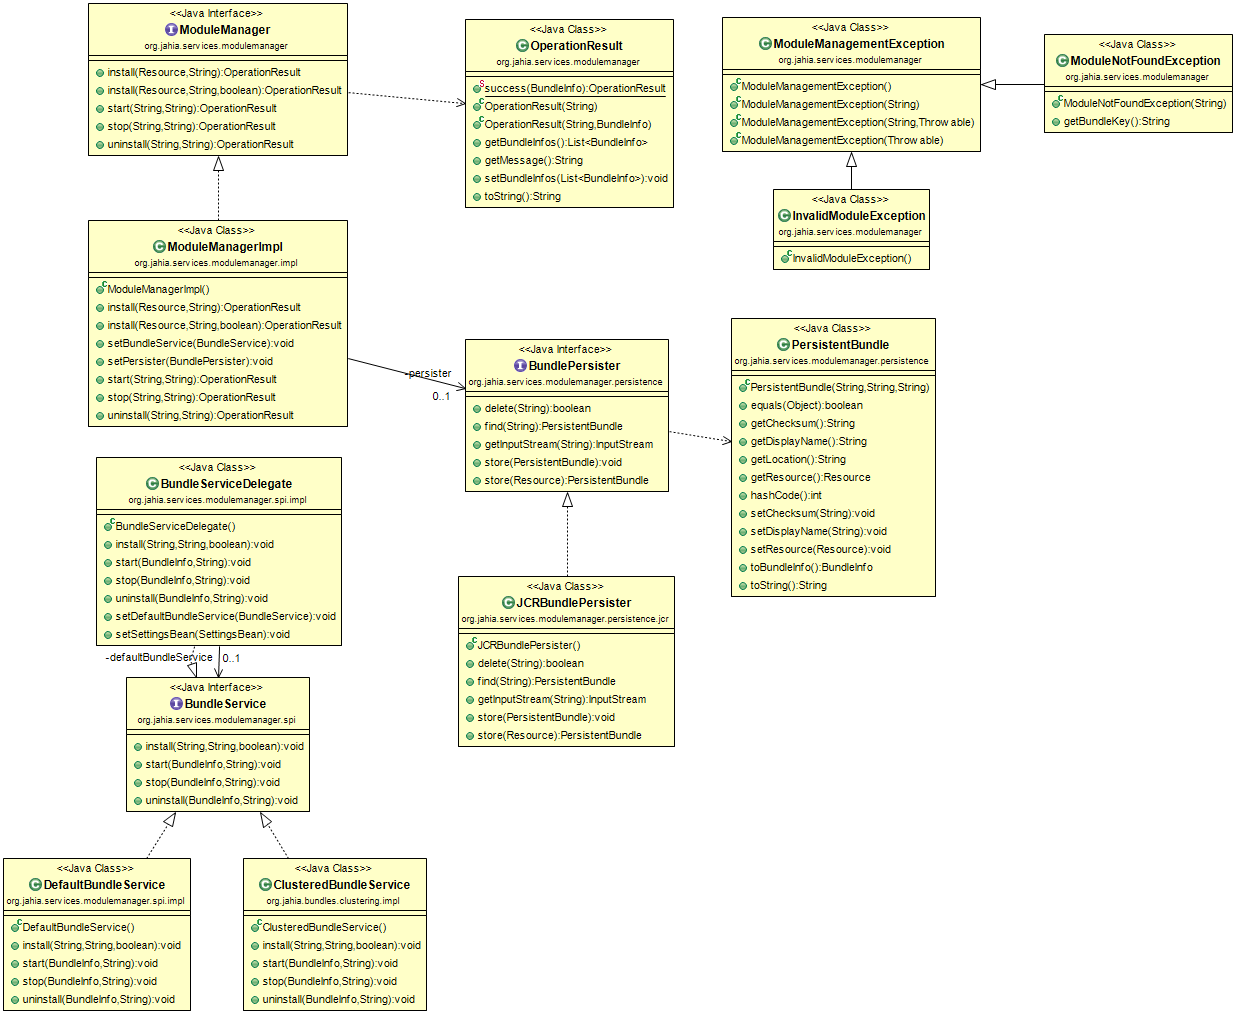 <<Java Interface>>
ModuleManager
org.jahia.services.modulemanager
install(Resource,String):OperationResult
install(Resource,String,boolean):OperationResult
start(String,String):OperationResult
stop(String,String):OperationResult
uninstall(String,String):OperationResult
<<Java Class>>
OperationResult
org.jahia.services.modulemanager
success(BundleInfo):OperationResult
OperationResult(String)
OperationResult(String,BundleInfo)
getBundleInfos():List<BundleInfo>
getMessage():String
setBundleInfos(List<BundleInfo>):void
toString():String
<<Java Class>>
ModuleManagementException
org.jahia.services.modulemanager
ModuleManagementException()
ModuleManagementException(String)
ModuleManagementException(String,Throwable)
ModuleManagementException(Throwable)
<<Java Class>>
ModuleNotFoundException
org.jahia.services.modulemanager
ModuleNotFoundException(String)
getBundleKey():String
<<Java Class>>
InvalidModuleException
org.jahia.services.modulemanager
InvalidModuleException()
<<Java Class>>
ModuleManagerImpl
org.jahia.services.modulemanager.impl
ModuleManagerImpl()
install(Resource,String):OperationResult
install(Resource,String,boolean):OperationResult
setBundleService(BundleService):void
setPersister(BundlePersister):void
start(String,String):OperationResult
stop(String,String):OperationResult
uninstall(String,String):OperationResult
-persister
0..1
<<Java Interface>>
BundlePersister
org.jahia.services.modulemanager.persistence
delete(String):boolean
find(String):PersistentBundle
getInputStream(String):InputStream
store(PersistentBundle):void
store(Resource):PersistentBundle
<<Java Class>>
PersistentBundle
org.jahia.services.modulemanager.persistence
PersistentBundle(String,String,String)
equals(Object):boolean
getChecksum():String
getDisplayName():String
getLocation():String
getResource():Resource
hashCode():int
setChecksum(String):void
setDisplayName(String):void
setResource(Resource):void
toBundleInfo():BundleInfo
toString():String
<<Java Class>>
BundleServiceDelegate
org.jahia.services.modulemanager.spi.impl
BundleServiceDelegate()
install(String,String,boolean):void
start(BundleInfo,String):void
stop(BundleInfo,String):void
uninstall(BundleInfo,String):void
setDefaultBundleService(BundleService):void
setSettingsBean(SettingsBean):void
-defaultBundleService
0..1
<<Java Class>>
JCRBundlePersister
org.jahia.services.modulemanager.persistence.jcr
JCRBundlePersister()
delete(String):boolean
find(String):PersistentBundle
getInputStream(String):InputStream
store(PersistentBundle):void
store(Resource):PersistentBundle
<<Java Interface>>
BundleService
org.jahia.services.modulemanager.spi
install(String,String,boolean):void
start(BundleInfo,String):void
stop(BundleInfo,String):void
uninstall(BundleInfo,String):void
<<Java Class>>
DefaultBundleService
org.jahia.services.modulemanager.spi.impl
DefaultBundleService()
install(String,String,boolean):void
start(BundleInfo,String):void
stop(BundleInfo,String):void
uninstall(BundleInfo,String):void
<<Java Class>>
ClusteredBundleService
org.jahia.bundles.clustering.impl
ClusteredBundleService()
install(String,String,boolean):void
start(BundleInfo,String):void
stop(BundleInfo,String):void
uninstall(BundleInfo,String):void